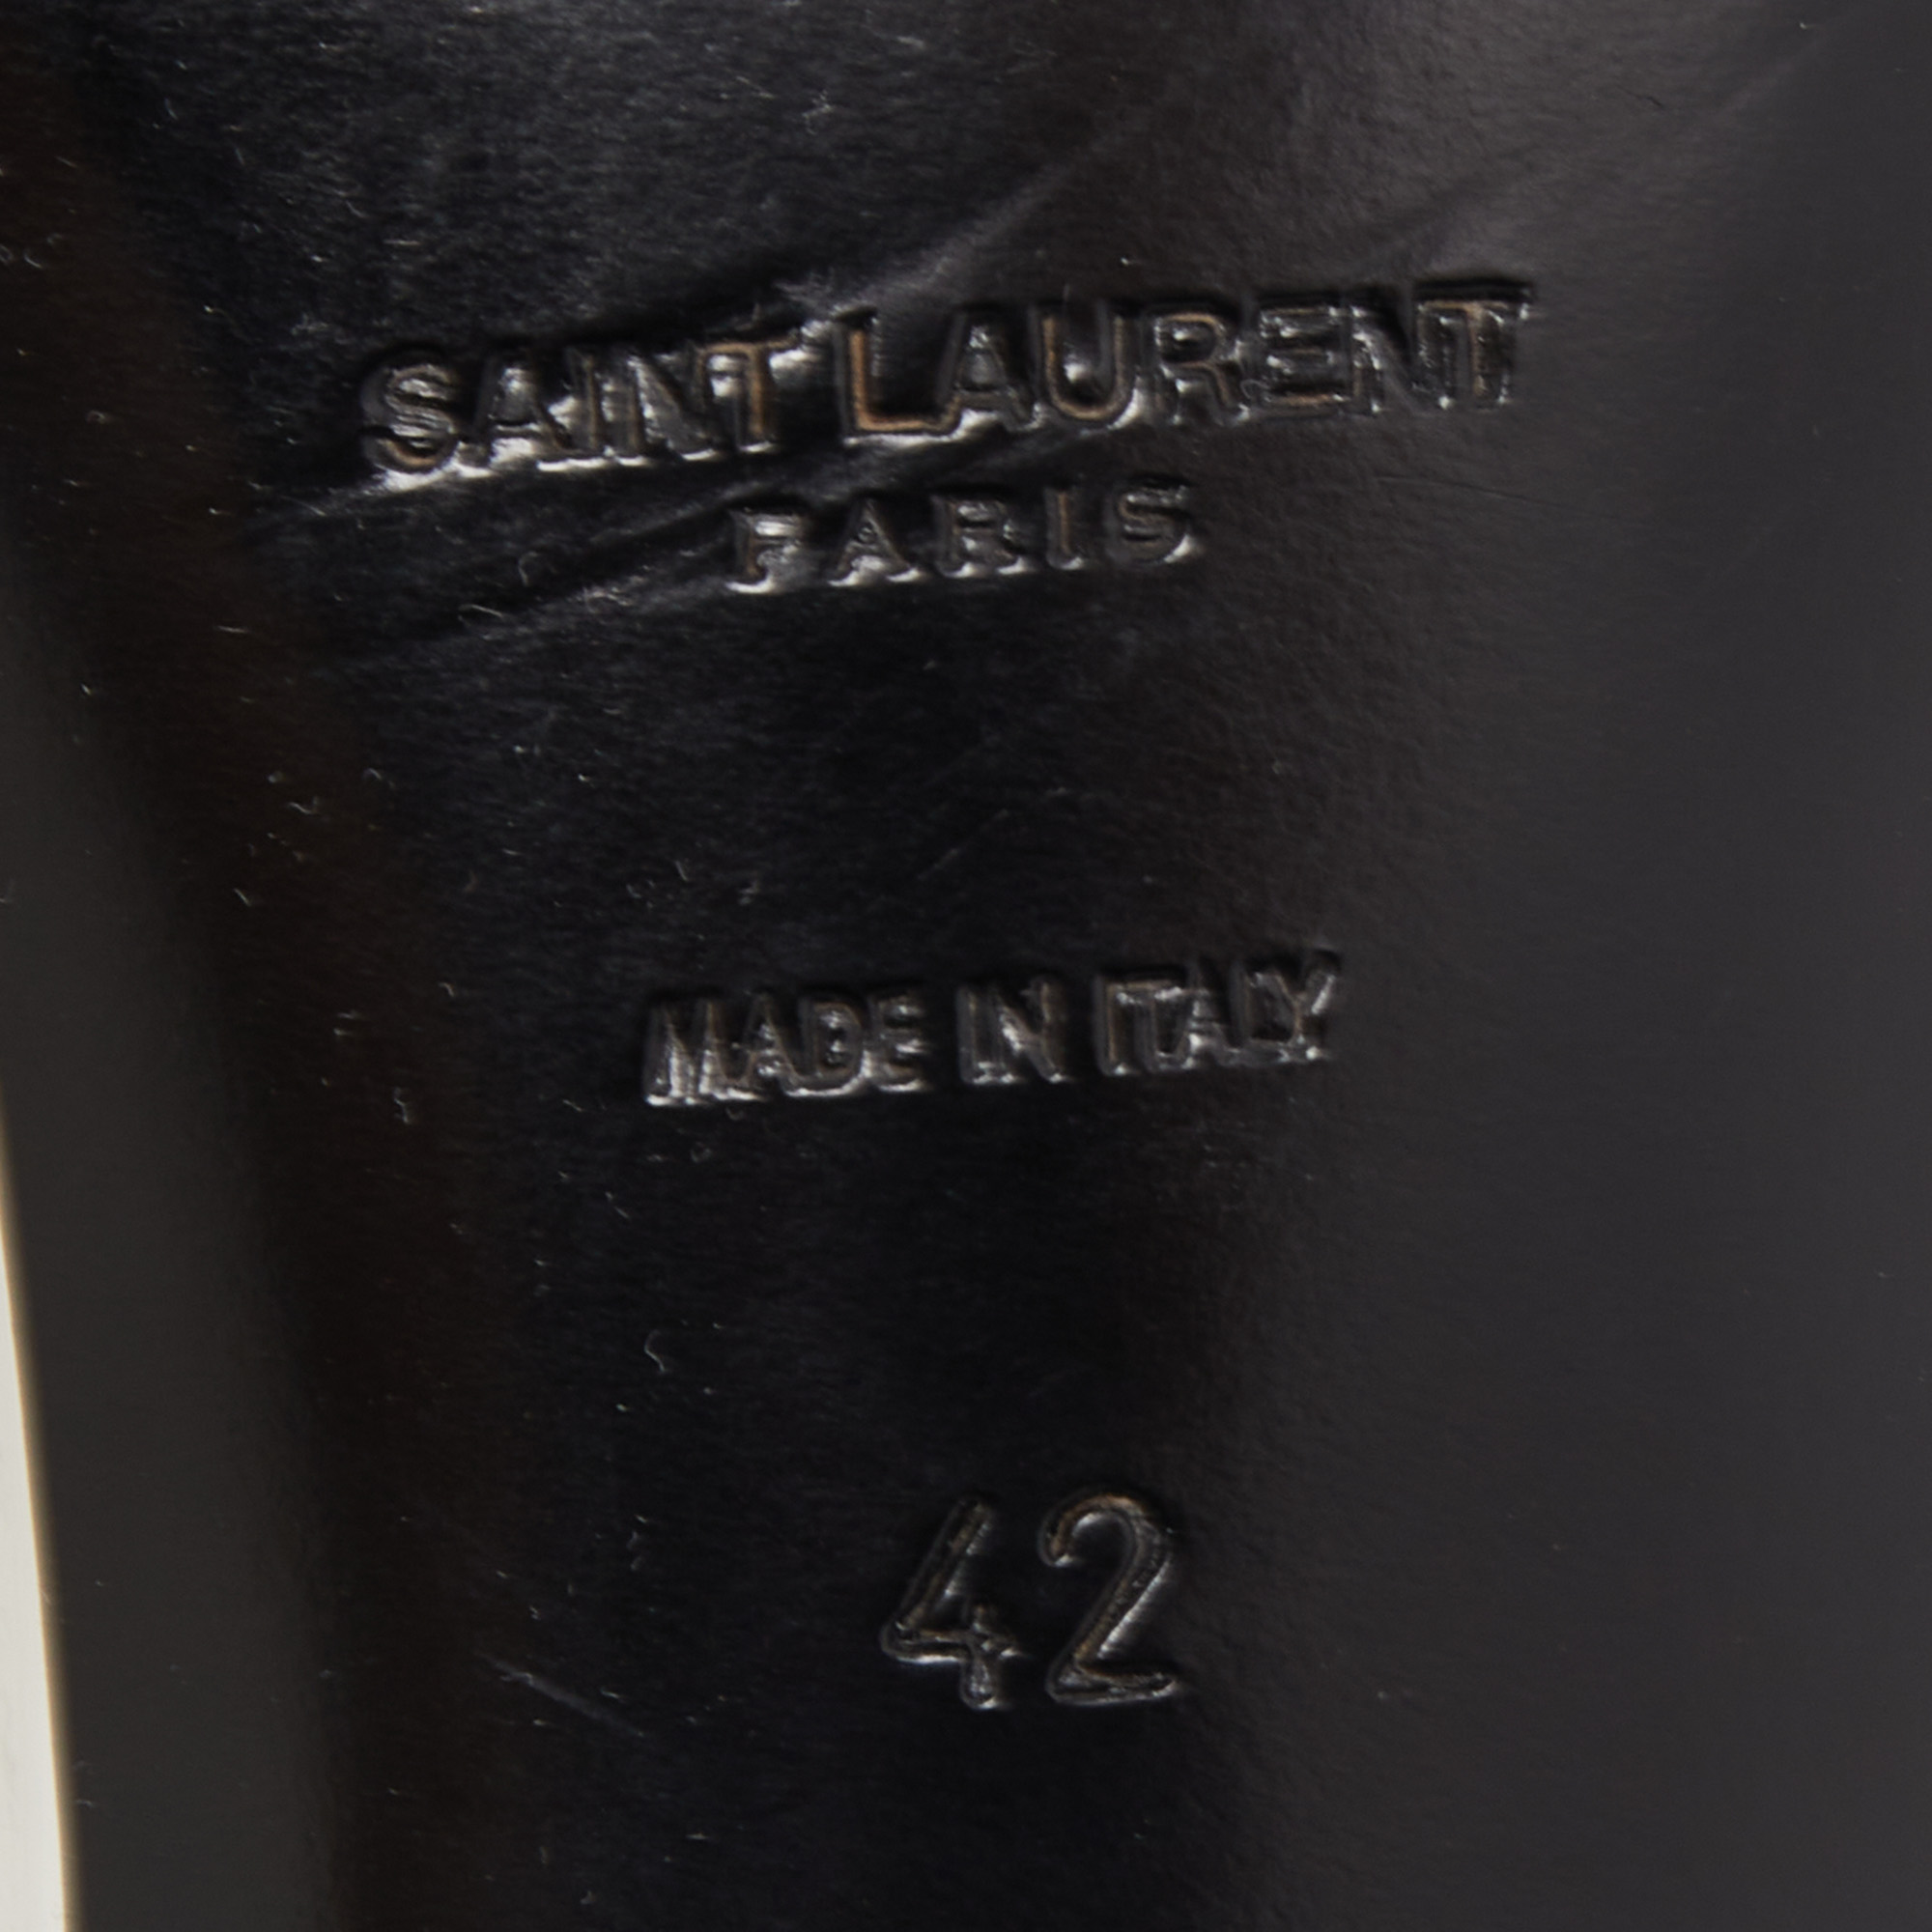 SAINT LAURENT
PARIS
MADE IN ITALY
42